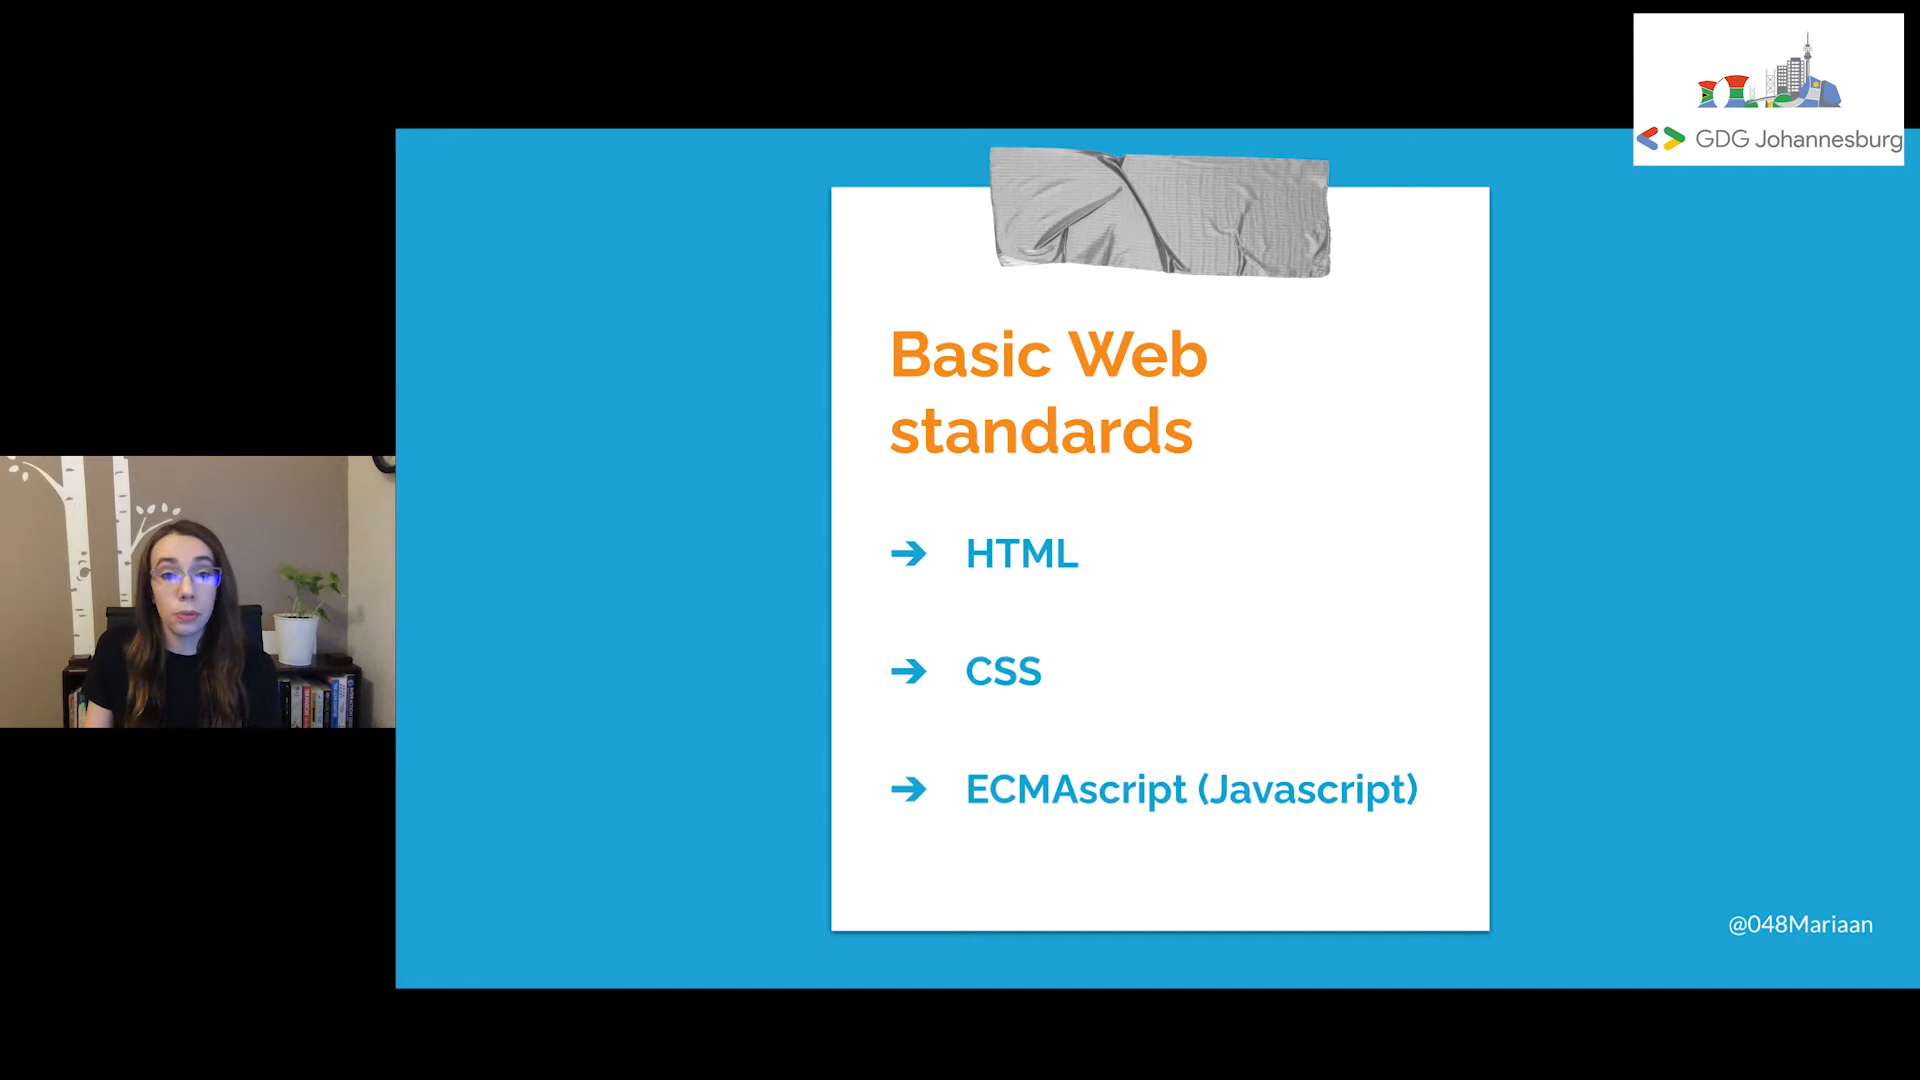 GDG Johannesburg
Basic Web
standards
➔ HTML
➔ CSS
➔ ECMAscript (Javascript)
@048Mariaan